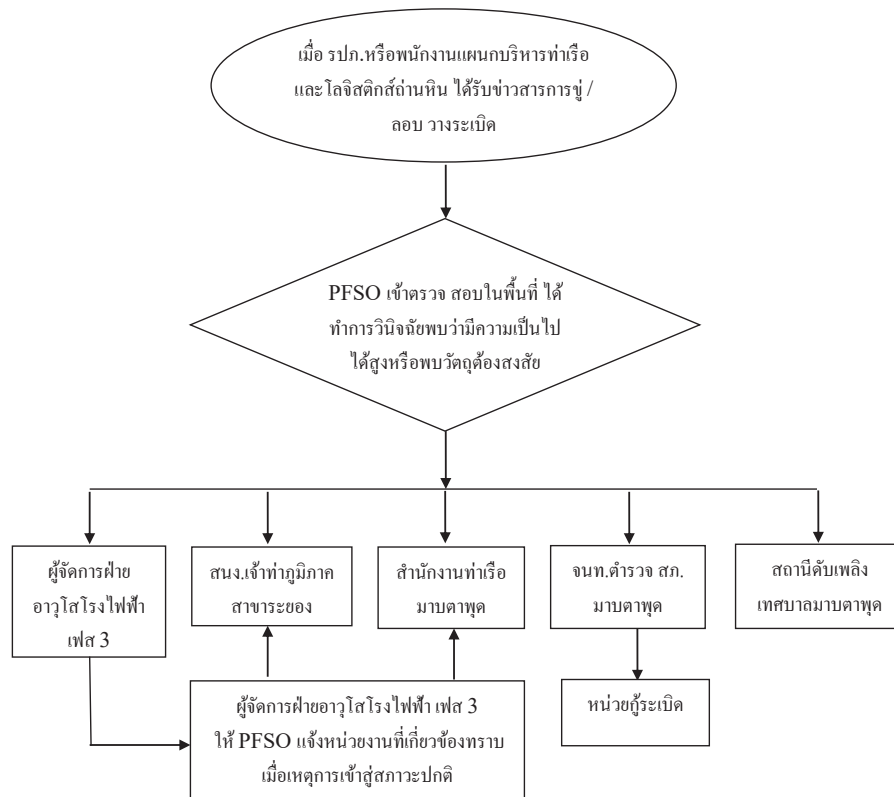 เมื่อ รปภ.หรือพนักงานแผนกบริหารท่าเรือ
และโลจิสติกส์ถ่านหิน ได้รับข่าวสารการขู่ /
ลอบ วางระเบิด
PFSO เข้าตรวจ สอบในพื้นที่ ได้
ทำการวินิจฉัยพบว่ามีความเป็นไป
ได้สูงหรือพบวัตถุต้องสงสัย
ผู้จัดการฝ่าย
อาวุโสโรงไฟฟ้า
เฟส 3
สนง.เจ้าท่าภูมิภาค
สาขาระยอง
สำนักงานท่าเรือ
มาบตาพุด
จนท.ตำรวจ สภ.
มาบตาพุด
สถานีดับเพลิง
เทศบาลมาบตาพุด
ผู้จัดการฝ่ายอาวุโสโรงไฟฟ้า เฟส 3
ให้ PFSO แจ้งหน่วยงานที่เกี่ยวข้องทราบ
เมื่อเหตุการเข้าสู่สภาวะปกติ
หน่วยกู้ระเบิด